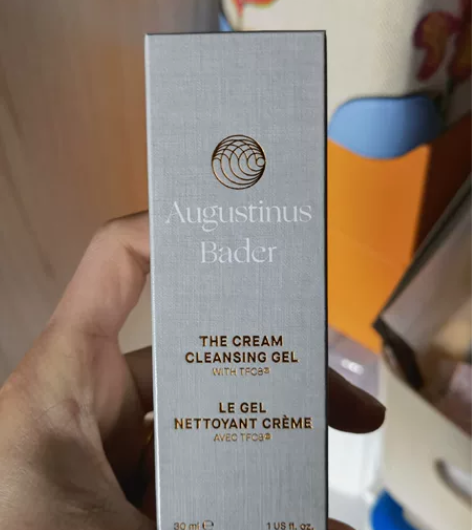 Augustinus
Bader
THE CREAM
CLEANSING GEL
WITH TFC8®
LE GEL
NETTOYANT CRÈME
AVEC TFC8®
30 ml ℮ 1 US fl. oz.